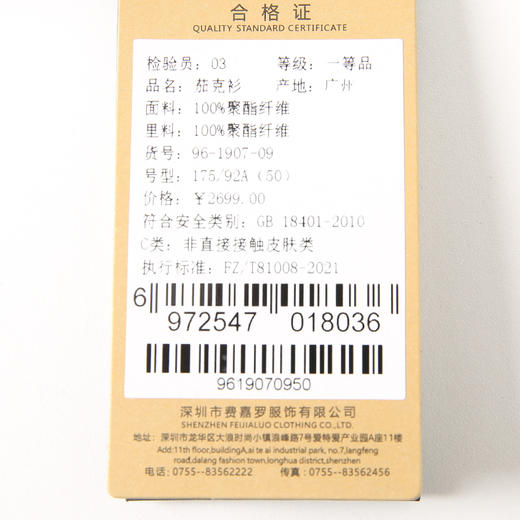 合格证
QUALITY STANDARD CERTIFICATE
检验员: 03 等级: 一等品
品名: 茄克衫 产地: 广州
面料: 100%聚酯纤维
里料: 100%聚酯纤维
货号: 96-1907-09
号型: 175/92A (50)
价格: ￥2699.00
符合安全类别: GB 18401-2010
C类: 非直接接触皮肤类
执行标准: FZ/T81008-2021
6 972547 018036
9619070950
深圳市费嘉罗服饰有限公司
SHENZHEN FEIJIALUO CLOTHING CO.,LTD.
地址: 深圳市龙华区大浪时尚小镇浪峰路7号爱特爱产业园A座11楼
Add:11th floor,buildingA,ai te ai industrial park, no.7,langfeng
road,dalang fashion town,longhua district,shenzhen
电话: 0755--83562222 传真: 0755--83562356